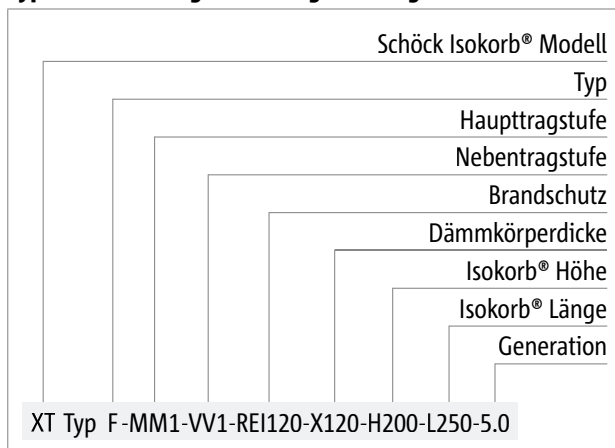 Schöck Isokorb® Modell
Typ
Haupttragstufe
Nebentragstufe
Brandschutz
Dämmkörperdicke
Isokorb® Höhe
Isokorb® Länge
Generation
XT Typ F-MM1-VV1-REI120-X120-H200-L250-5.0